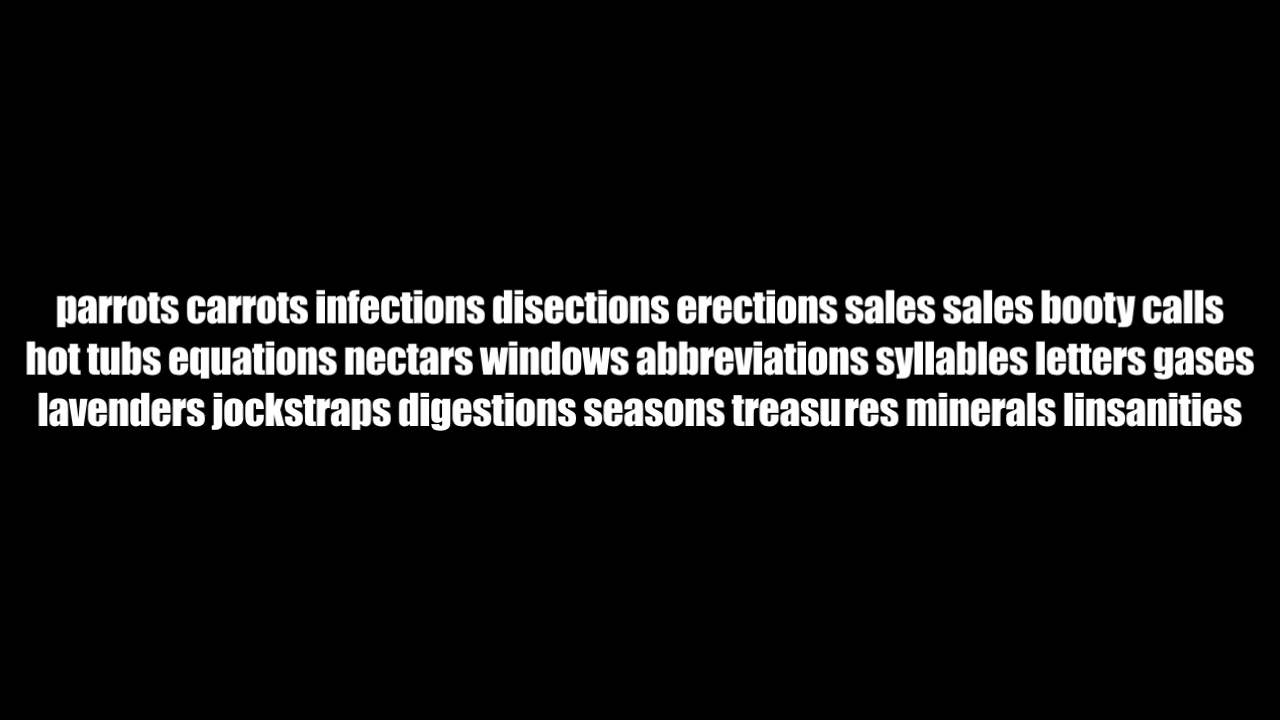 parrots carrots infections disections erections sales sales booty calls
hot tubs equations nectars windows abbreviations syllables letters gases
lavenders jockstraps digestions seasons treasures minerals linsanities